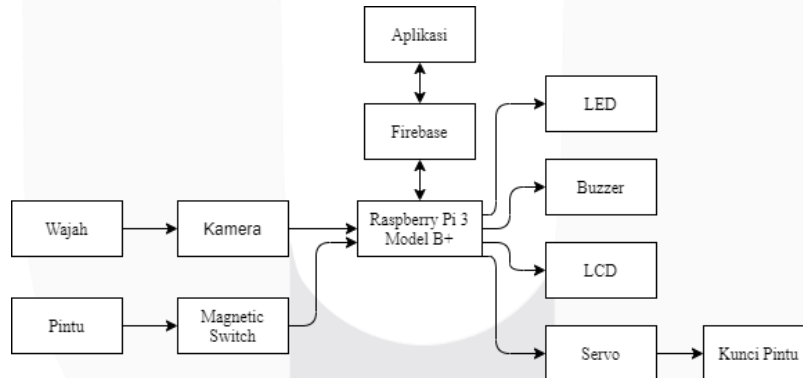 Aplikasi
Firebase
LED
Buzzer
Wajah
Kamera
Raspberry Pi 3
Model B+
LCD
Pintu
Magnetic
Switch
Servo
Kunci Pintu